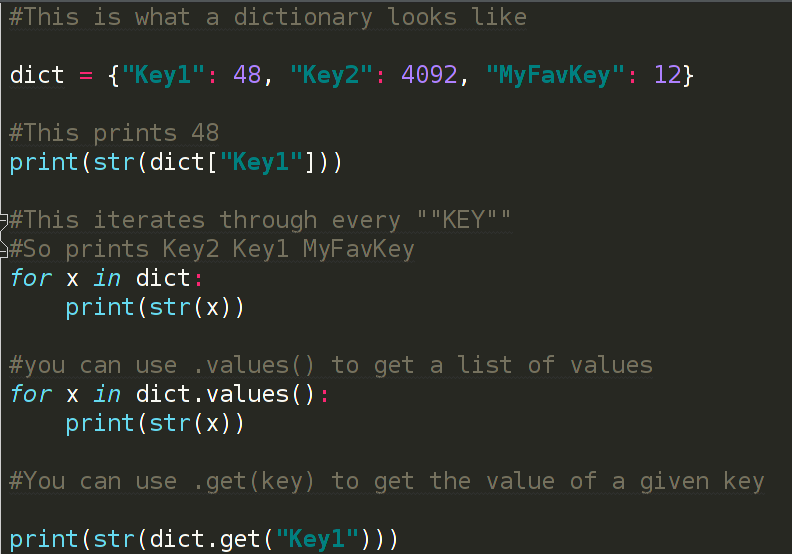 #This is what a dictionary looks like
dict = {"Key1": 48, "Key2": 4092, "MyFavKey": 12}
#This prints 48
print(str(dict["Key1"]))
#This iterates through every ""KEY""
#So prints Key2 Key1 MyFavKey
for x in dict:
    print(str(x))
#you can use .values() to get a list of values
for x in dict.values():
    print(str(x))
#You can use .get(key) to get the value of a given key
print(str(dict.get("Key1")))